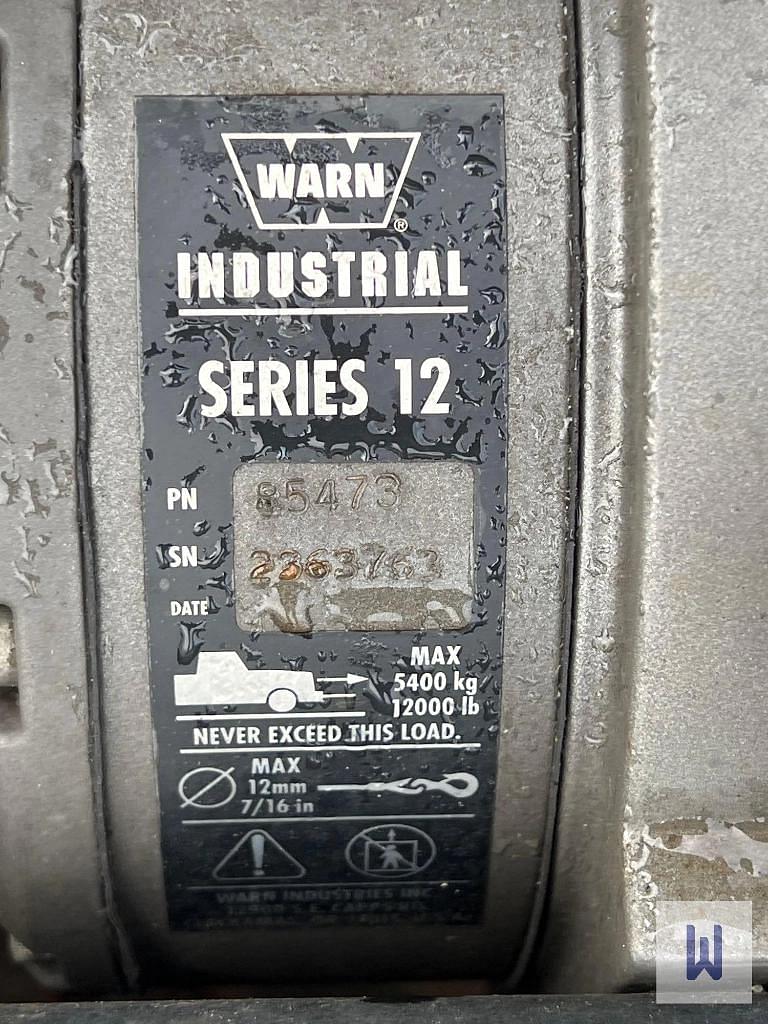 WARN
®
INDUSTRIAL
SERIES 12
PN 85473
SN 2263763
DATE
MAX
5400 kg
12000 lb
NEVER EXCEED THIS LOAD.
MAX
12mm
7/16 in
WARN INDUSTRIES INC
W